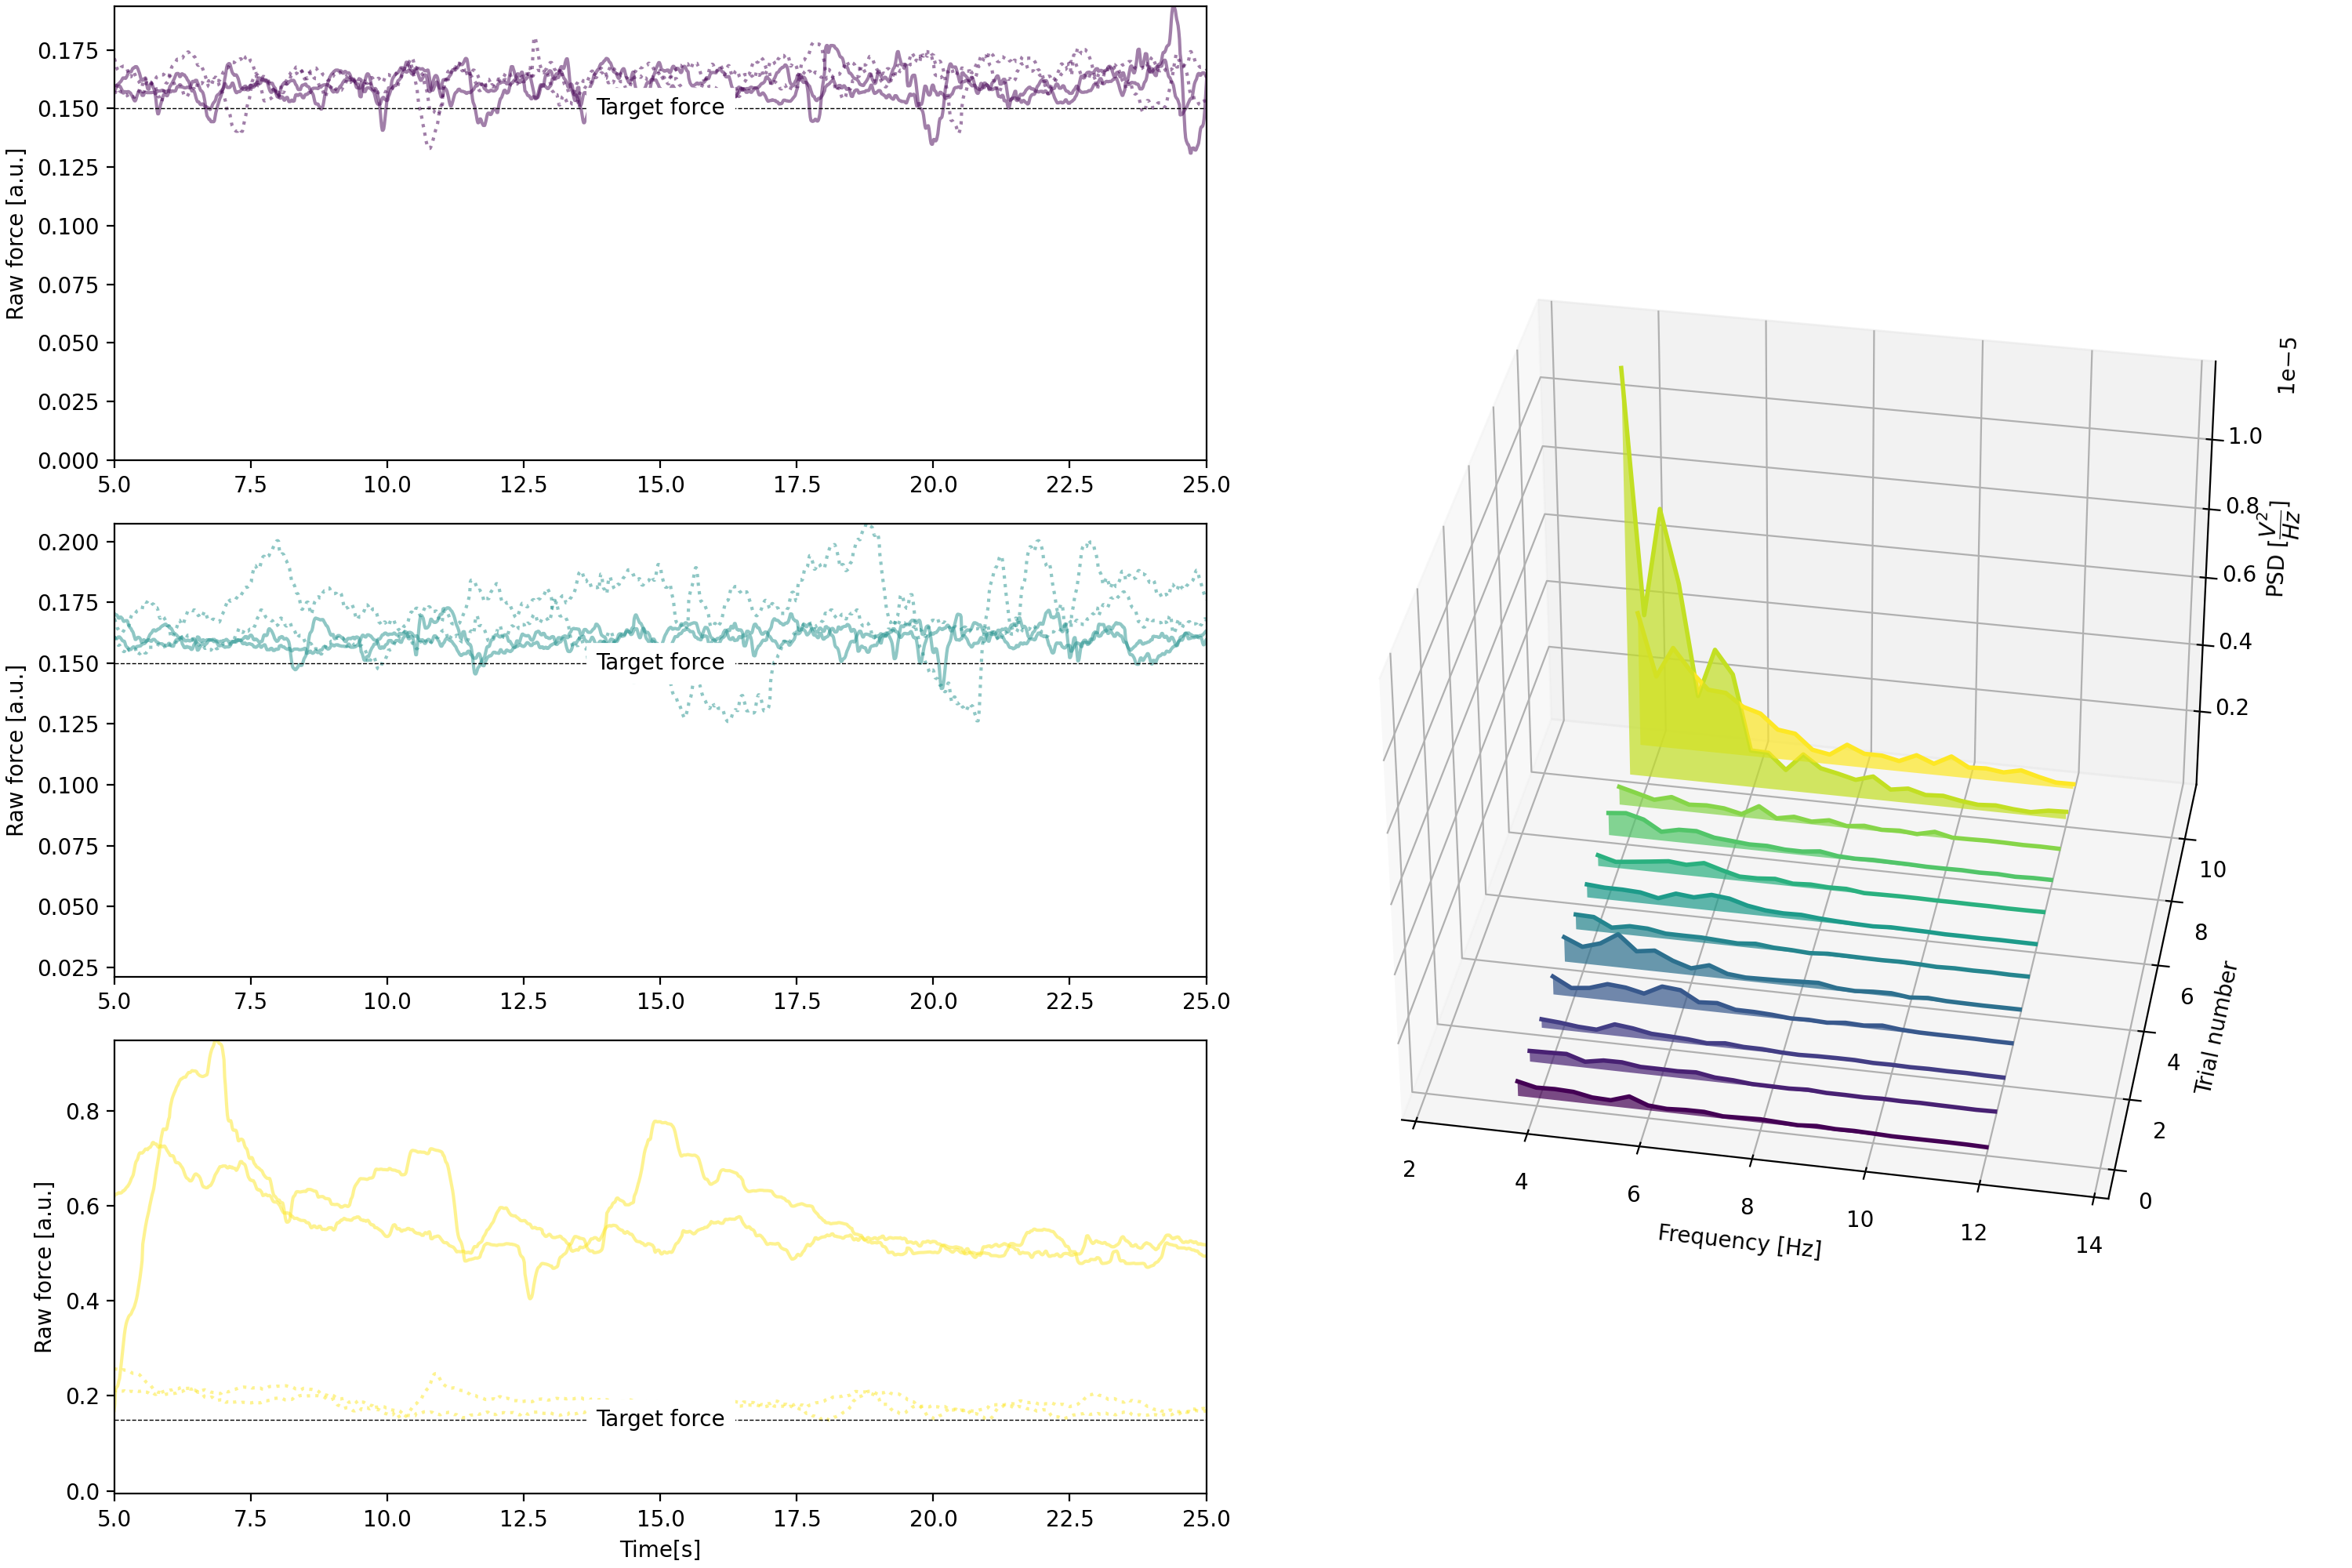 0.175
0.150
0.125
0.100
0.075
0.050
0.025
0.000
Raw force [a.u.]
Target force
5.0 7.5 10.0 12.5 15.0 17.5 20.0 22.5 25.0
0.200
0.175
0.150
0.125
0.100
0.075
0.050
0.025
Raw force [a.u.]
Target force
5.0 7.5 10.0 12.5 15.0 17.5 20.0 22.5 25.0
0.8
0.6
0.4
0.2
0.0
Raw force [a.u.]
Target force
5.0 7.5 10.0 12.5 15.0 17.5 20.0 22.5 25.0
Time[s]
1e−5
1.0
0.8
0.6
0.4
0.2
PSD [V²/Hz]
10
8
6
4
2
0
Trial number
2 4 6 8 10 12 14
Frequency [Hz]